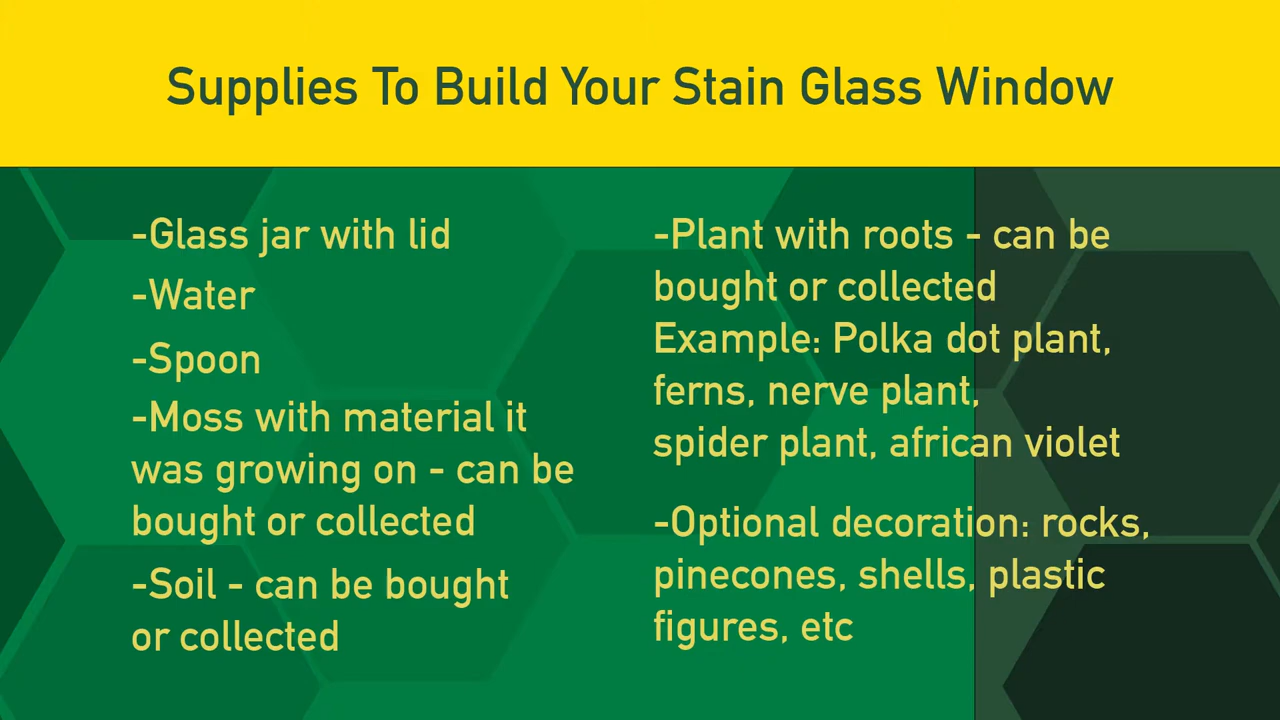 Supplies To Build Your Stain Glass Window
-Glass jar with lid
-Water
-Spoon
-Moss with material it
was growing on - can be
bought or collected
-Soil - can be bought
or collected
-Plant with roots - can be
bought or collected
Example: Polka dot plant,
ferns, nerve plant,
spider plant, african violet
-Optional decoration: rocks,
pinecones, shells, plastic
figures, etc